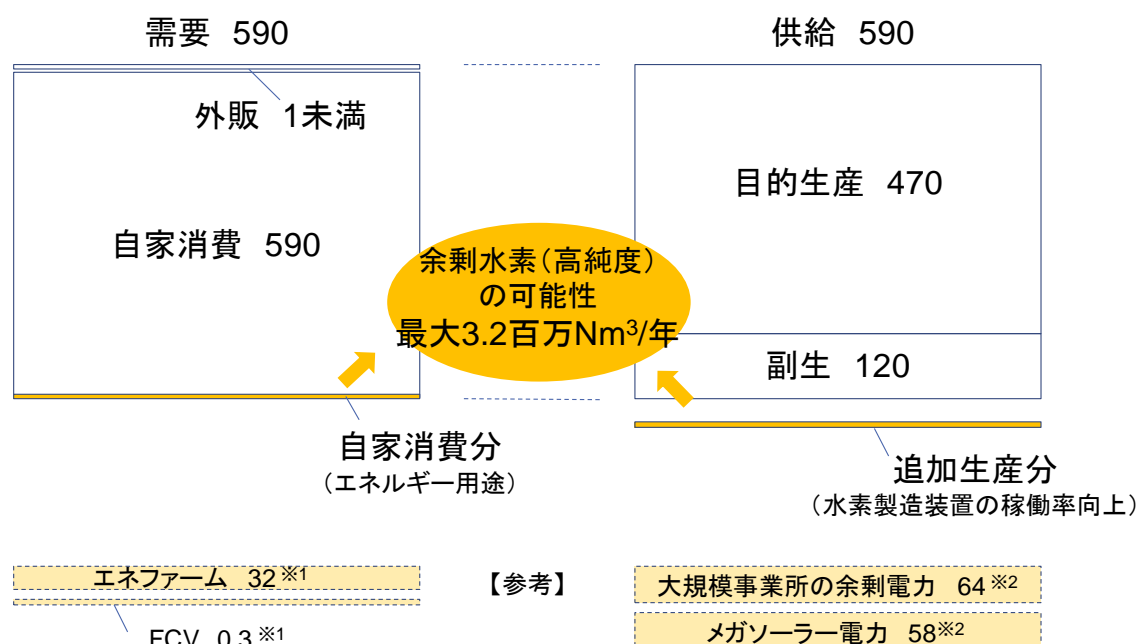 需要 590
供給 590
外販 1未満
自家消費 590
目的生産 470
余剰水素（高純度）
の可能性
最大3.2百万Nm³/年
副生 120
自家消費分
（エネルギー用途）
追加生産分
（水素製造装置の稼働率向上）
エネファーム 32※1
【参考】
大規模事業所の余剰電力 64※2
FCV 0.3※1
メガソーラー電力 58※2